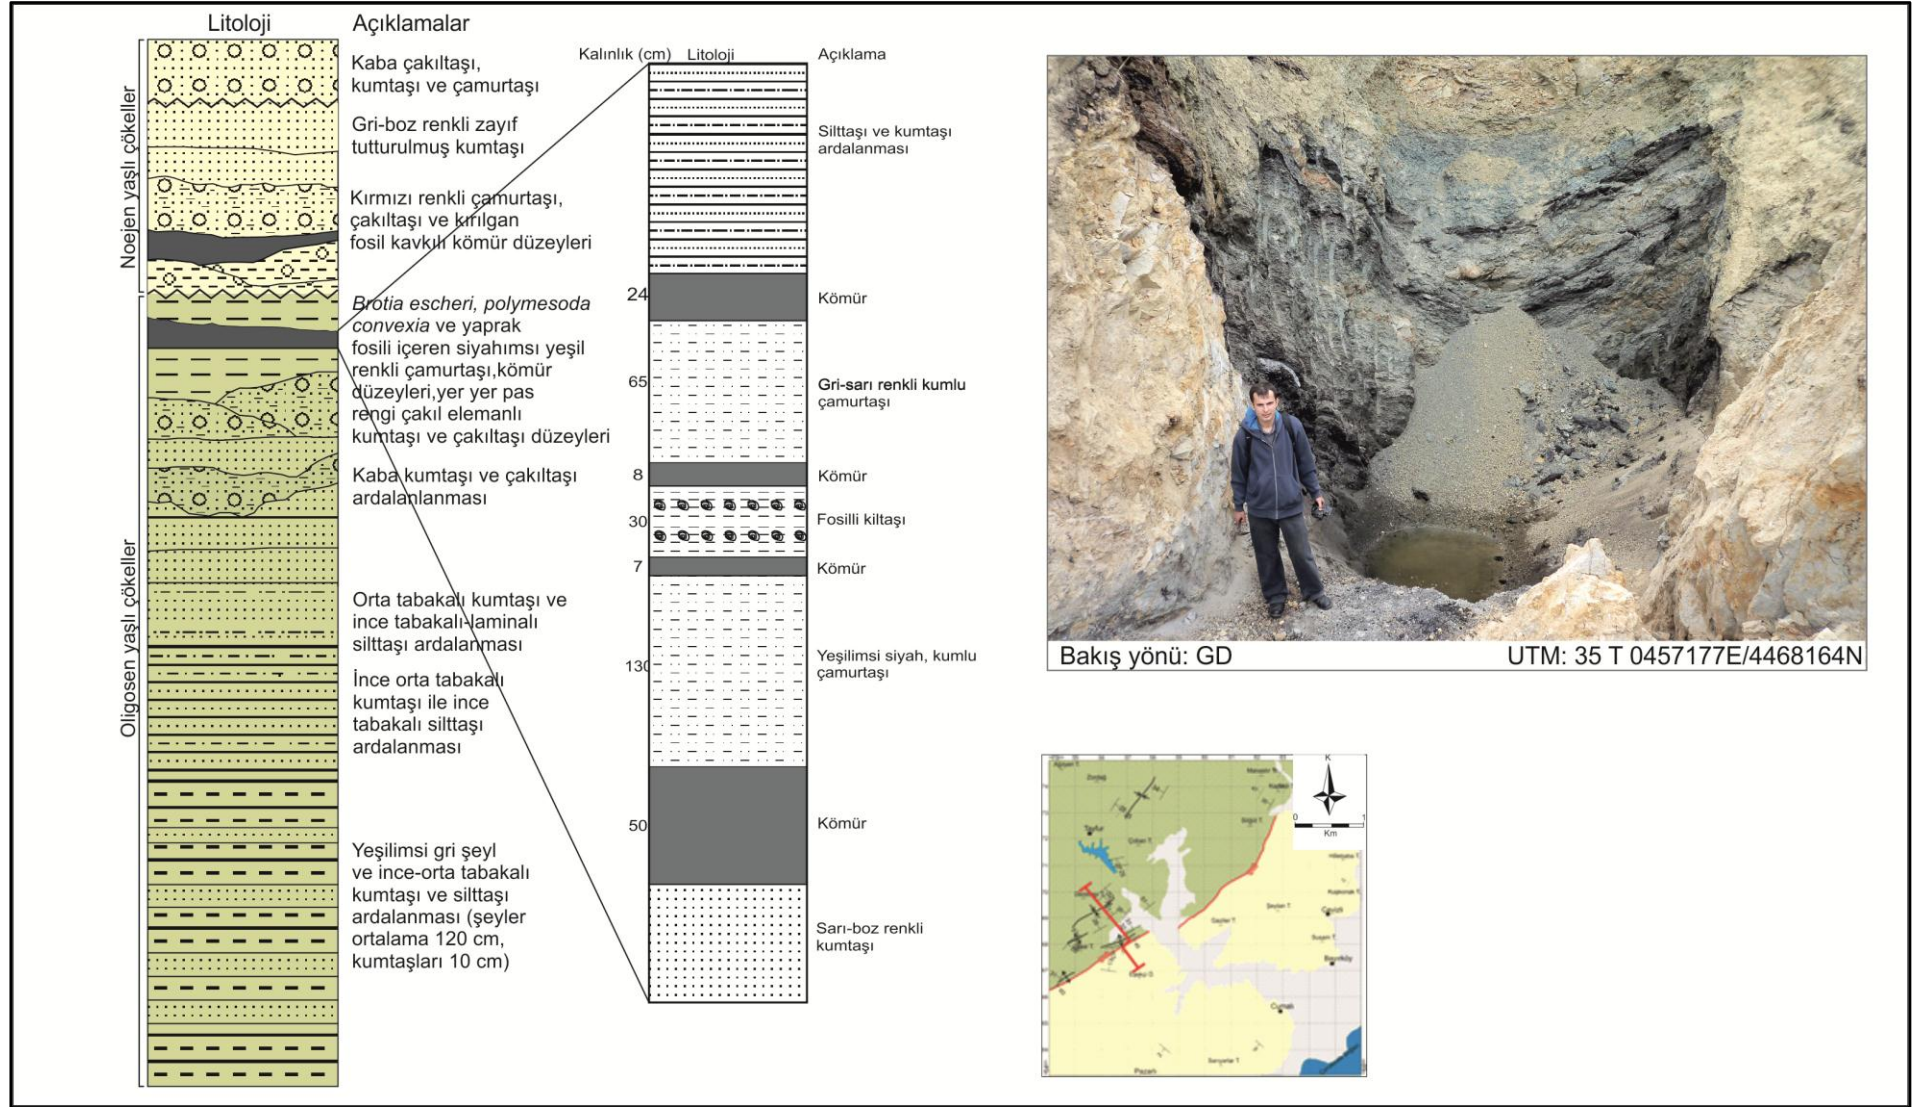 Litoloji
Açıklamalar
Noejen yaşlı çökeller
Oligosen yaşlı çökeller
Kaba çakıltaşı,
kumtaşı ve çamurtaşı
Gri-boz renkli zayıf
tutturulmuş kumtaşı
Kırmızı renkli çamurtaşı,
çakıltaşı ve kırılgan
fosil kavkılı kömür düzeyleri
Brotia escheri, polymesoda
convexia ve yaprak
fosili içeren siyahımsı yeşil
renkli çamurtaşı,kömür
düzeyleri,yer yer pas
rengi çakıl elemanlı
kumtaşı ve çakıltaşı düzeyleri
Kaba kumtaşı ve çakıltaşı
ardalanlanması
Orta tabakalı kumtaşı ve
ince tabakalı-laminalı
silttaşı ardalanması
İnce orta tabakalı
kumtaşı ile ince
tabakalı silttaşı
ardalanması
Yeşilimsi gri şeyl
ve ince-orta tabakalı
kumtaşı ve silttaşı
ardalanması (şeyler
ortalama 120 cm,
kumtaşları 10 cm)
Kalınlık (cm) Litoloji Açıklama
Silttaşı ve kumtaşı
ardalanması
24 Kömür
65 Gri-sarı renkli kumlu
çamurtaşı
8 Kömür
30 Fosilli kiltaşı
7 Kömür
130 Yeşilimsi siyah, kumlu
çamurtaşı
50 Kömür
Sarı-boz renkli
kumtaşı
Bakış yönü: GD UTM: 35 T 0457177E/4468164N
K
0 1
Km
Tayfur
Cevizli
Bayırköy
Cumalı
Pazarlı